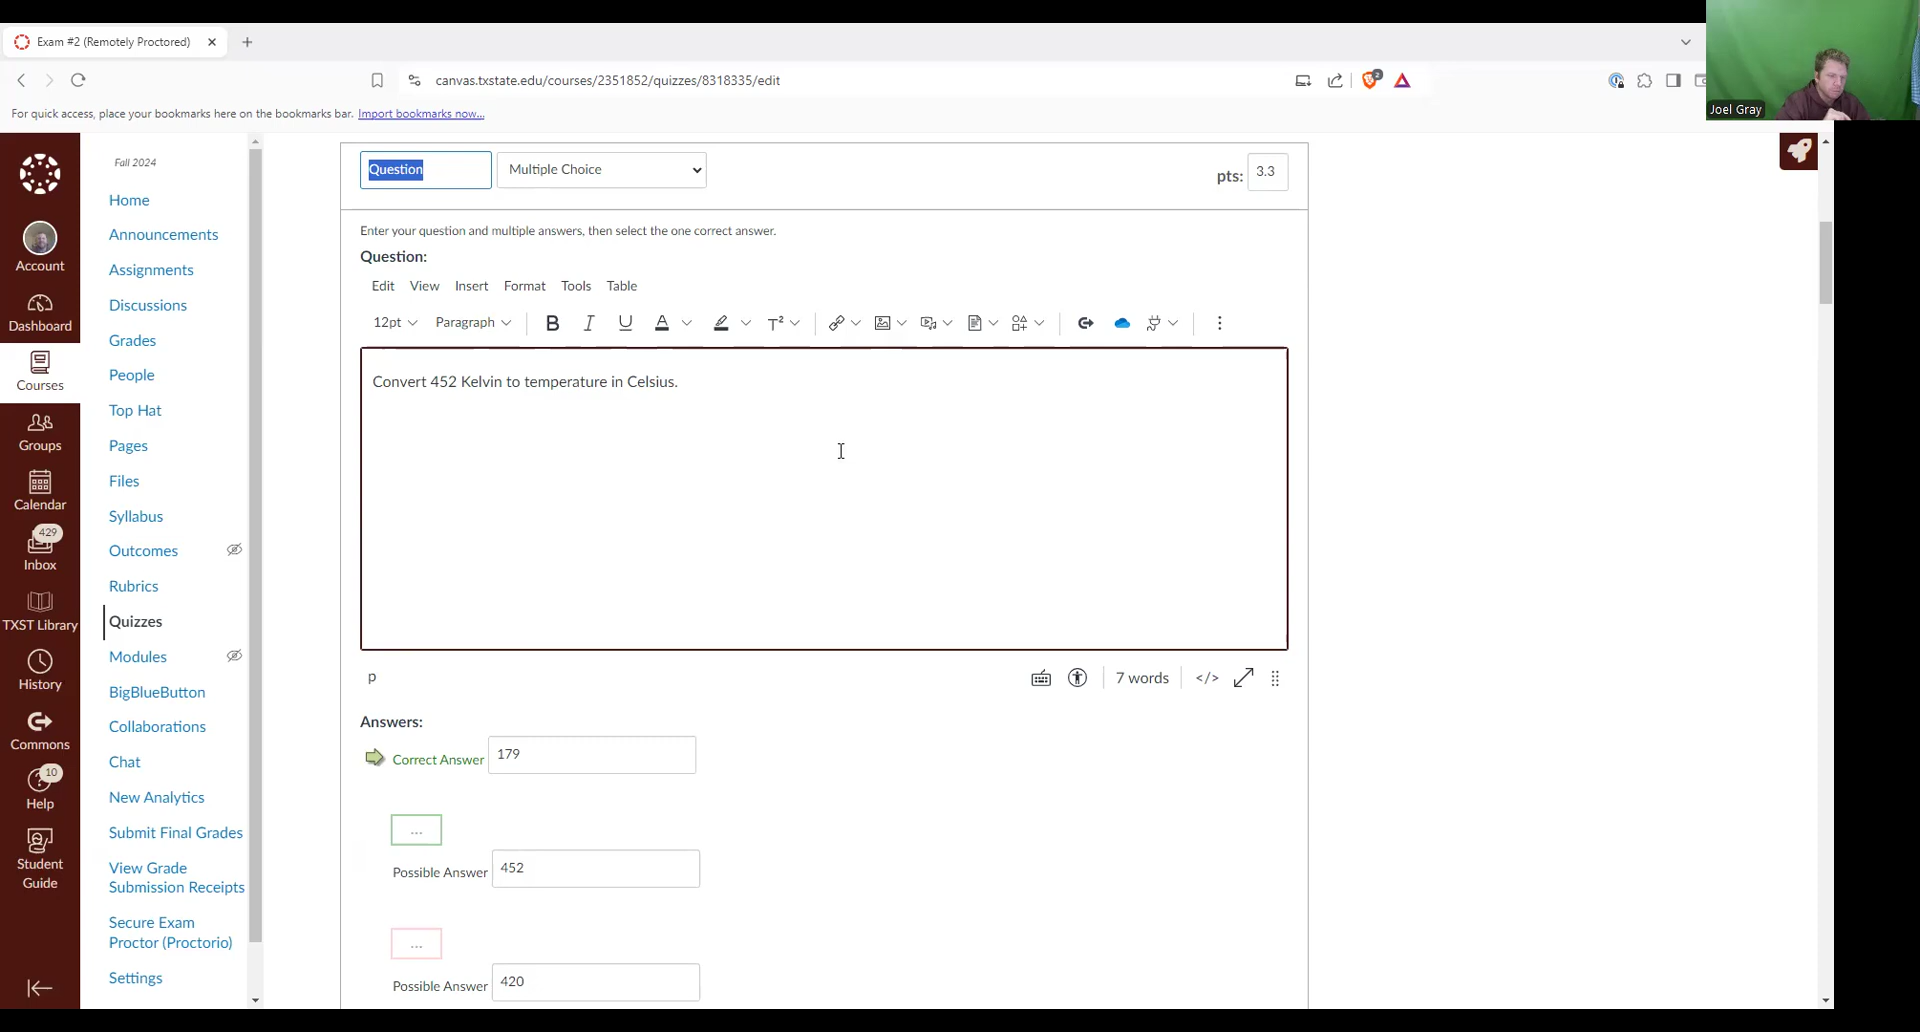 Exam #2 (Remotely Proctored)
canvas.txstate.edu/courses/2351852/quizzes/8318335/edit
2
For quick access, place your bookmarks here on the bookmarks bar. Import bookmarks now...
Joel Gray
Account
Dashboard
Courses
Groups
Calendar
429
Inbox
TXST Library
History
Commons
10
Help
Student
Guide
Fall 2024
Home
Announcements
Assignments
Discussions
Grades
People
Top Hat
Pages
Files
Syllabus
Outcomes
Rubrics
Quizzes
Modules
BigBlueButton
Collaborations
Chat
New Analytics
Submit Final Grades
View Grade
Submission Receipts
Secure Exam
Proctor (Proctorio)
Settings
Question
Multiple Choice
pts: 3.3
Enter your question and multiple answers, then select the one correct answer.
Question:
Edit View Insert Format Tools Table
12pt Paragraph B I U A T²
Convert 452 Kelvin to temperature in Celsius.
p
7 words </>
Answers:
Correct Answer 179
...
Possible Answer 452
...
Possible Answer 420